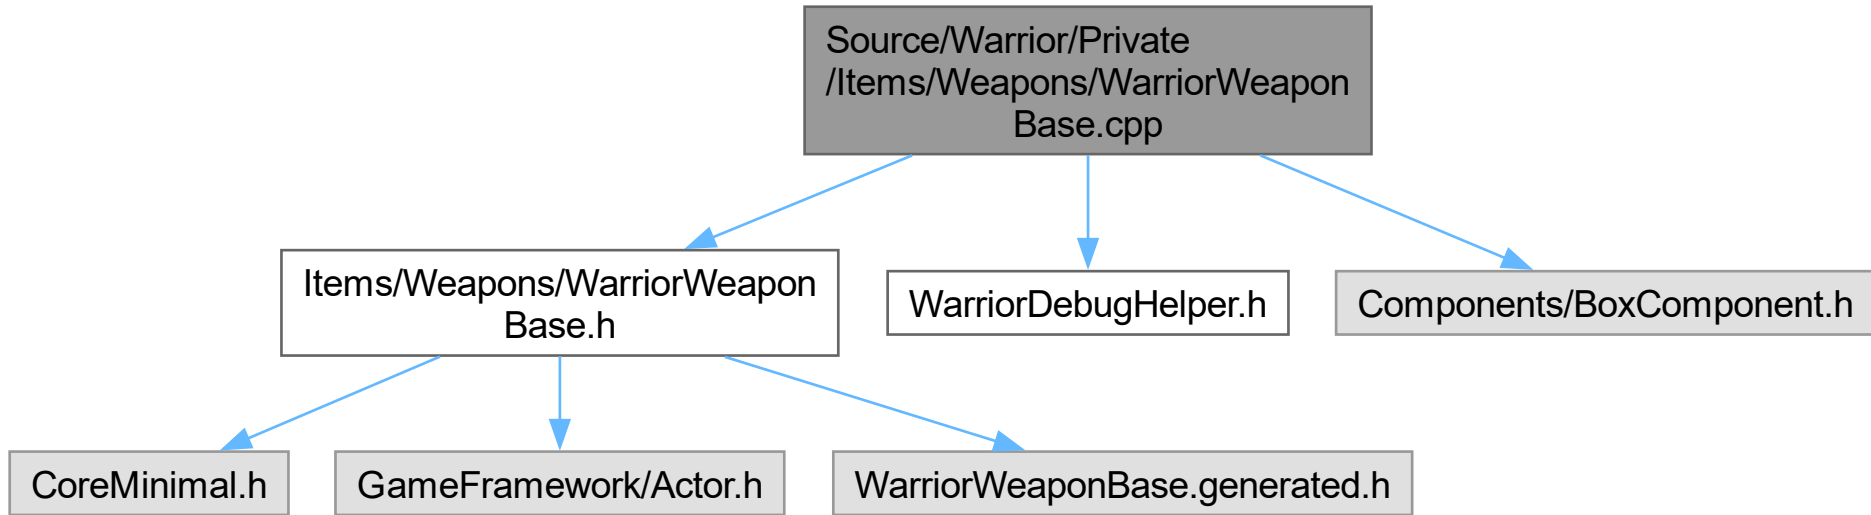 Source/Warrior/Private
/Items/Weapons/WarriorWeapon
Base.cpp
Items/Weapons/WarriorWeapon
Base.h
WarriorDebugHelper.h
Components/BoxComponent.h
CoreMinimal.h
GameFramework/Actor.h
WarriorWeaponBase.generated.h